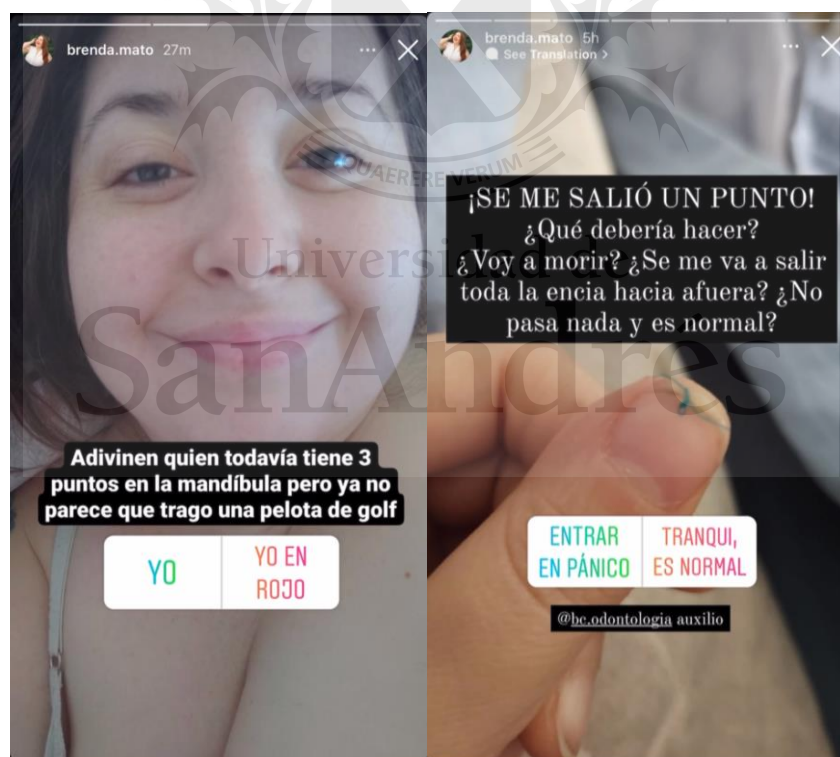 brenda.mato 27m
Adivinen quien todavía tiene 3
puntos en la mandíbula pero ya no
parece que trago una pelota de golf
YO
YO EN
ROJO
brenda.mato 5h
See Translation >
¡SE ME SALIÓ UN PUNTO!
¿Qué debería hacer?
¿Voy a morir? ¿Se me va a salir
toda la encia hacia afuera? ¿No
pasa nada y es normal?
ENTRAR
EN PÁNICO
TRANQUI,
ES NORMAL
@bc.odontologia auxilio
QUAERERE VERUM
Universidad de
SanAndrés